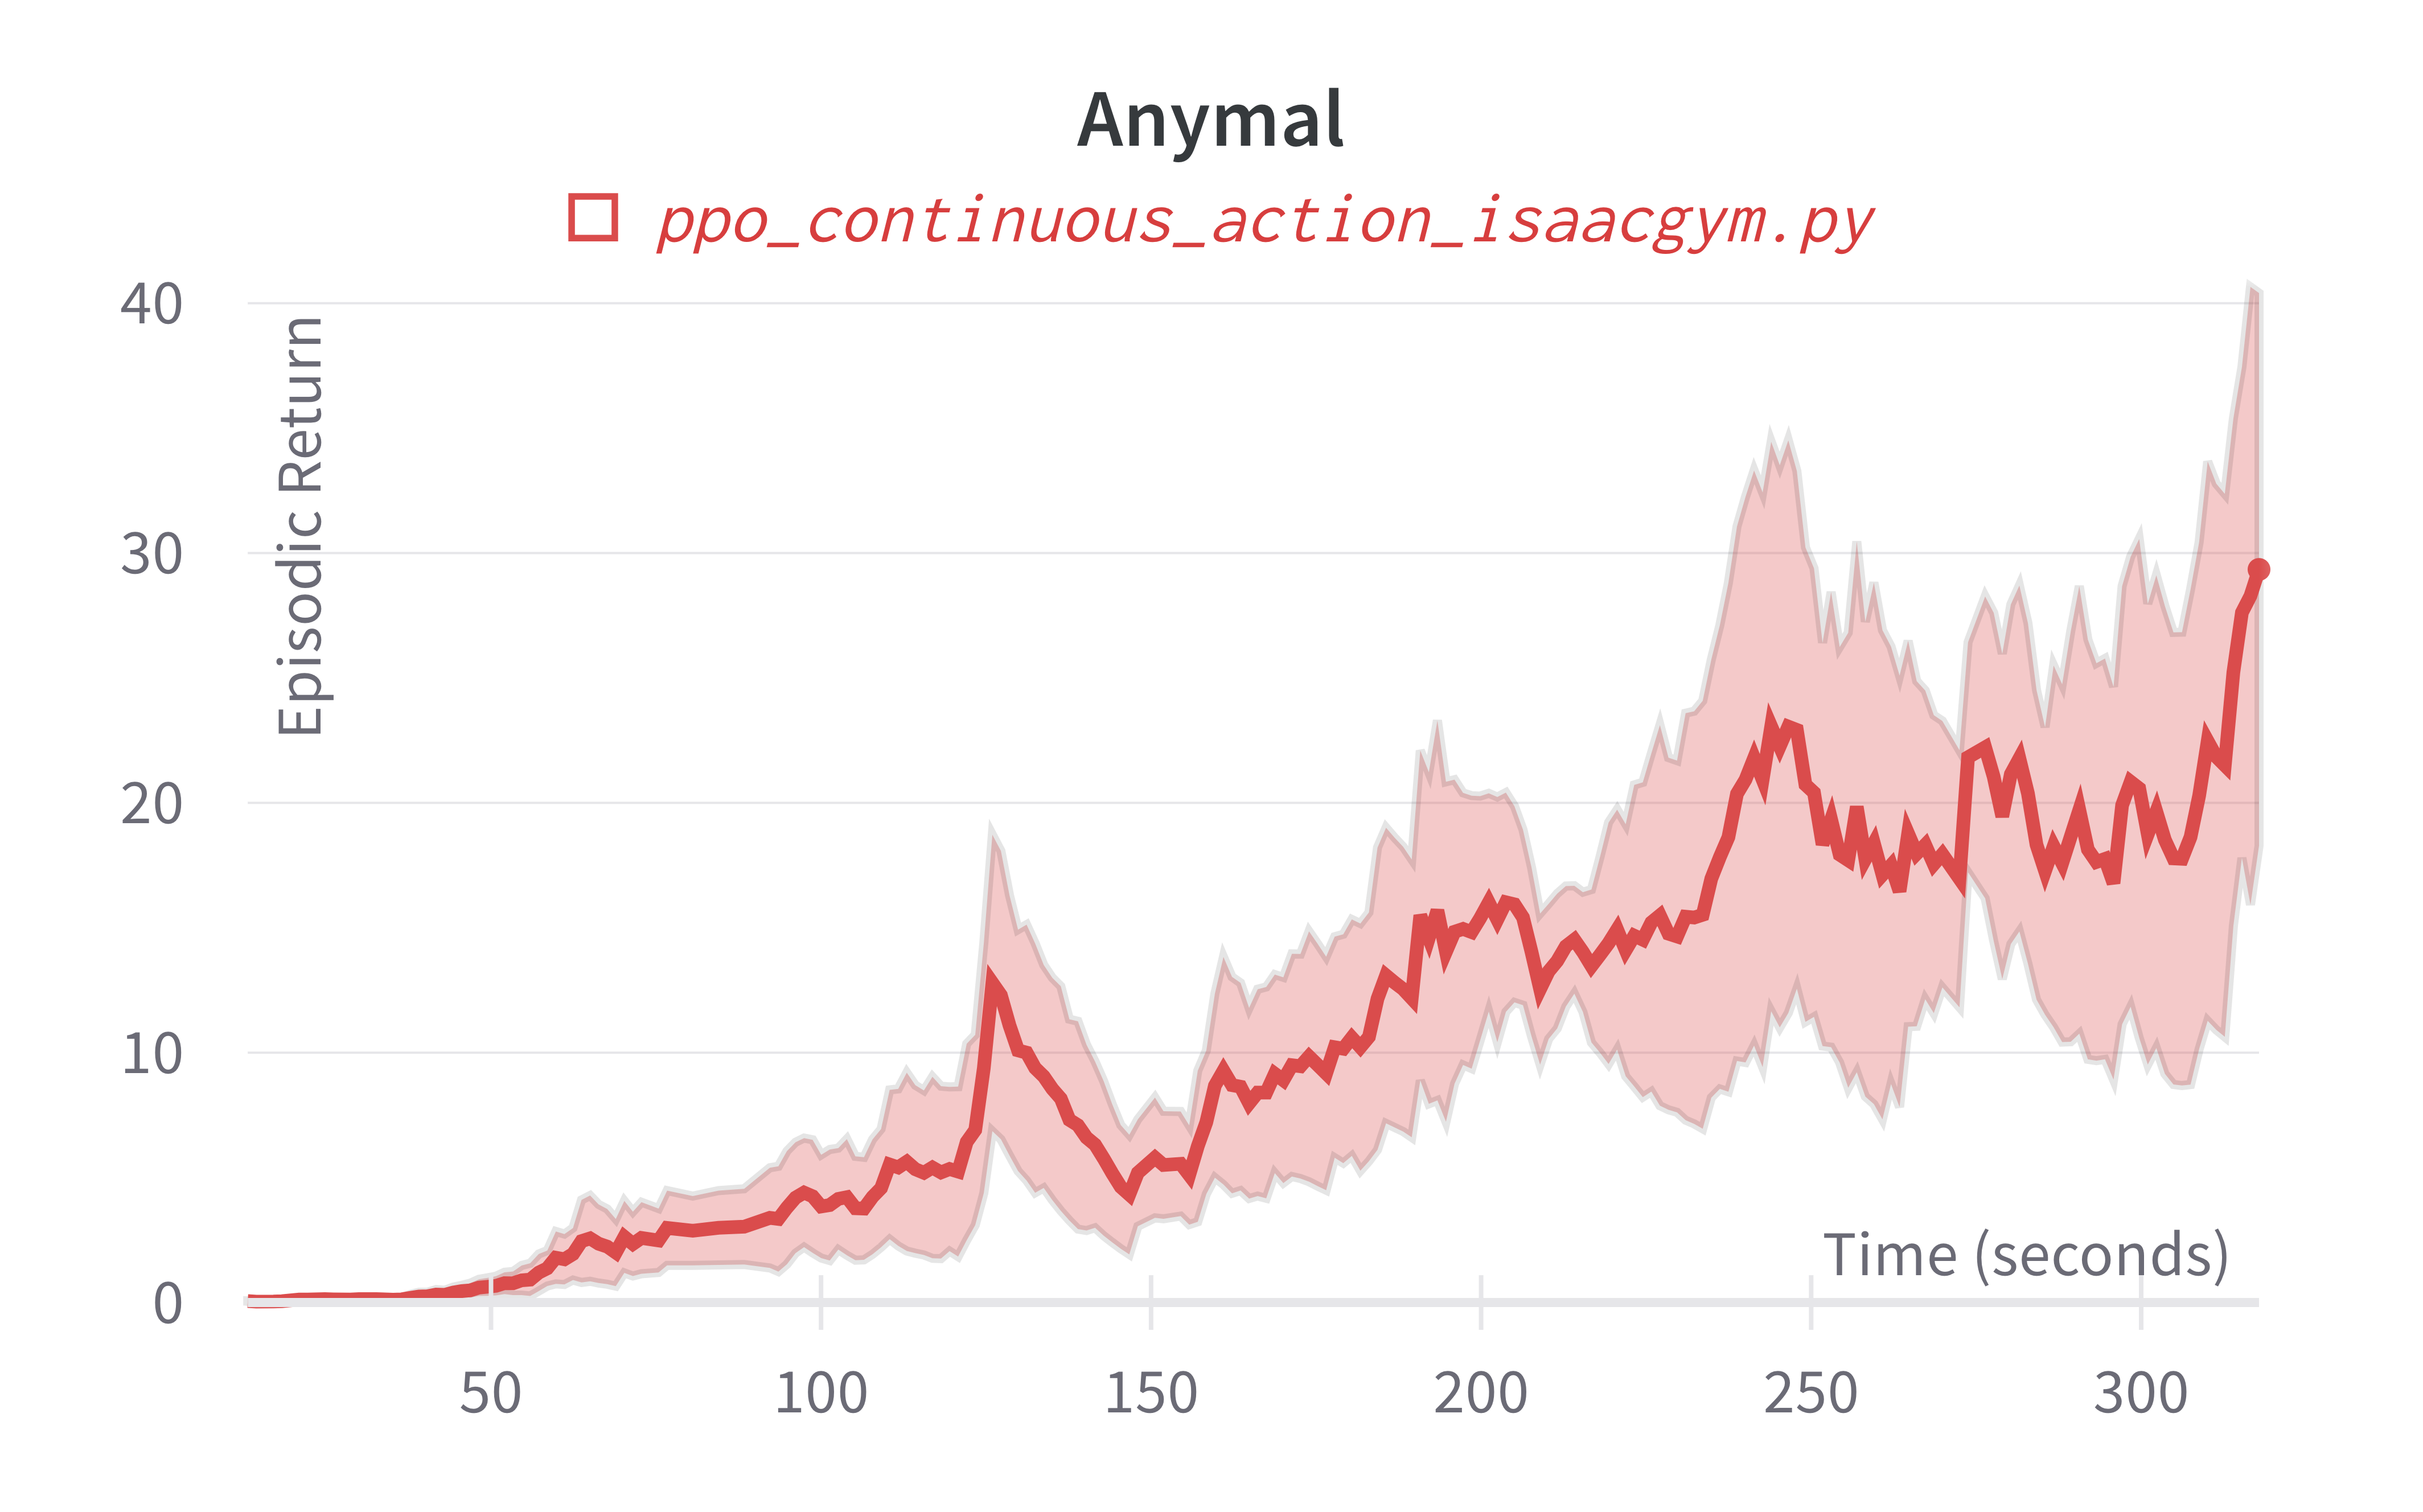 Anymal
ppo_continuous_action_isaacgym.py
Episodic Return
40
30
20
10
0
Time (seconds)
50 100 150 200 250 300